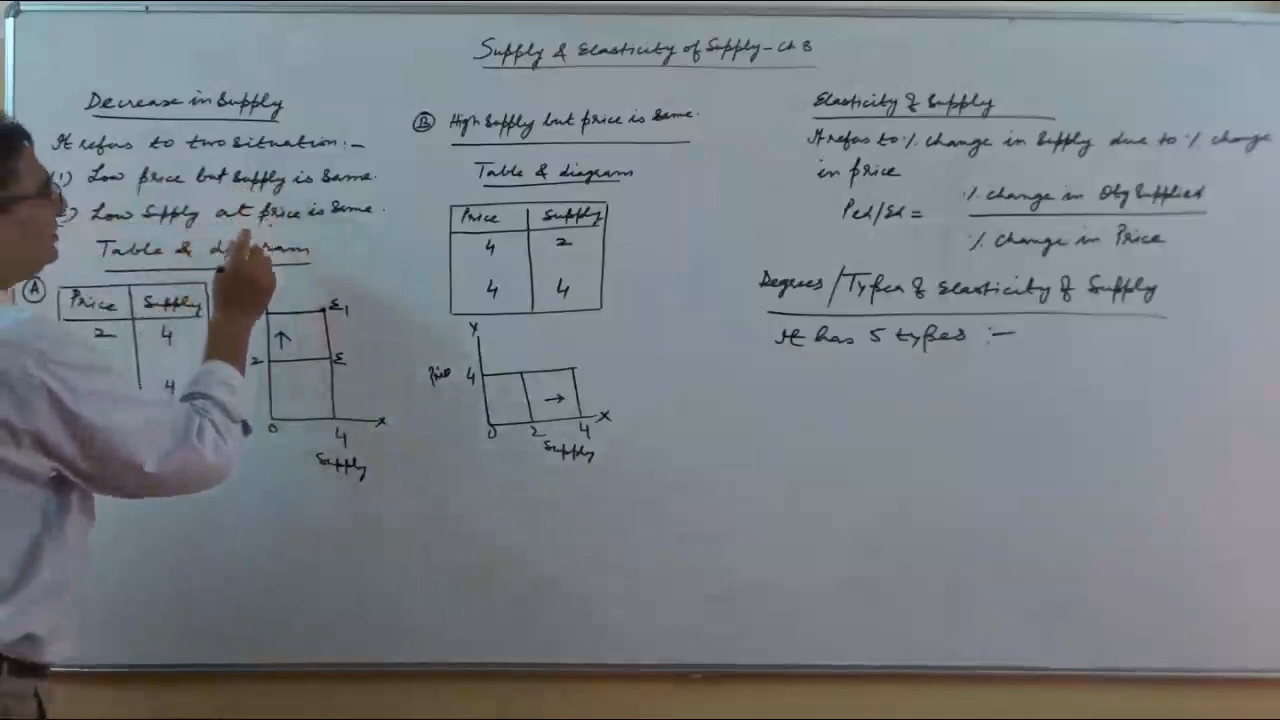 Supply & Elasticity of Supply - Ch 3
Decrease in Supply
It refers to two situation :-
1) Low price but supply is same.
Low Supply at price is same.
Table & diagram
A
Price Supply
2 4
4
E1
2 E
0 4 X
Supply
B High Supply but price is same.
Table & diagram
Price Supply
4 2
4 4
Y
Price 4
0 2 4 X
Supply
Elasticity of Supply
It refers to % change in supply due to % change
in price
% change in Qty Supplied
% change in Price
Degrees / Types of Elasticity of Supply
It has 5 types :-